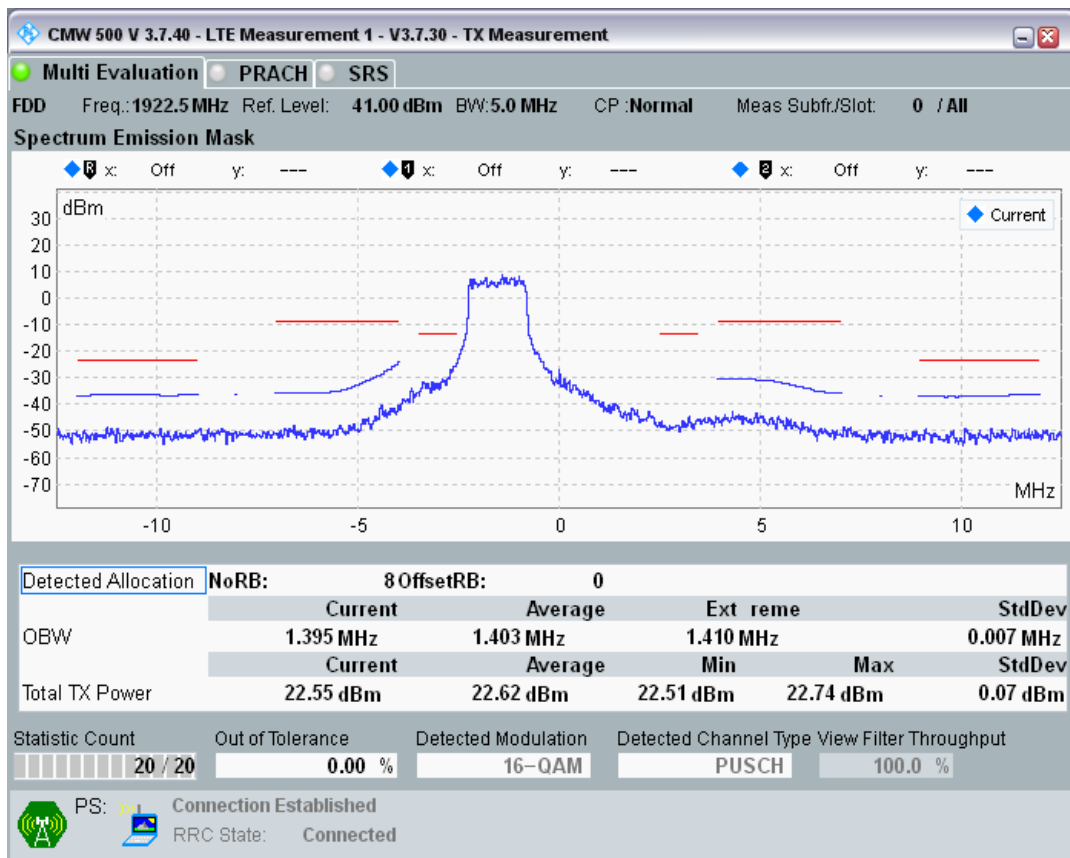 CMW 500 V 3.7.40 - LTE Measurement 1 - V3.7.30 - TX Measurement
Multi Evaluation PRACH SRS
FDD Freq.: 1922.5 MHz Ref. Level: 41.00 dBm BW: 5.0 MHz CP : Normal Meas Subfr./Slot: 0 / All
Spectrum Emission Mask
R x: Off y: --- 1 x: Off y: --- 2 x: Off y: ---
dBm
Current
30
20
10
0
-10
-20
-30
-40
-50
-60
-70
MHz
-10 -5 0 5 10
Detected Allocation NoRB: 8 OffsetRB: 0
Current Average Ext reme StdDev
OBW 1.395 MHz 1.403 MHz 1.410 MHz 0.007 MHz
Current Average Min Max StdDev
Total TX Power 22.55 dBm 22.62 dBm 22.51 dBm 22.74 dBm 0.07 dBm
Statistic Count Out of Tolerance Detected Modulation Detected Channel Type View Filter Throughput
20 / 20 0.00 % 16-QAM PUSCH 100.0 %
PS: Connection Established
RRC State: Connected